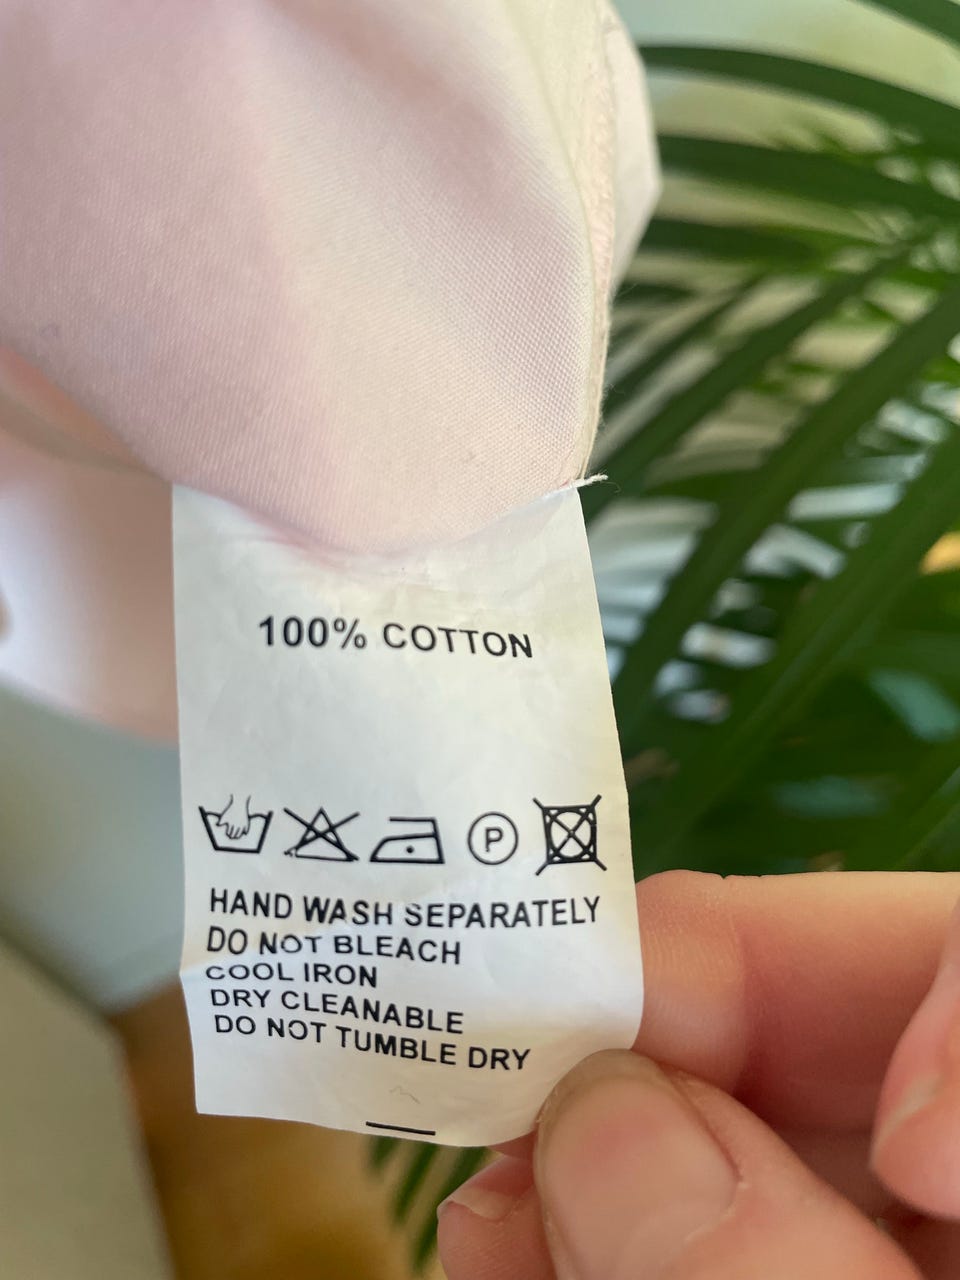 100% COTTON
P
HAND WASH SEPARATELY
DO NOT BLEACH
COOL IRON
DRY CLEANABLE
DO NOT TUMBLE DRY